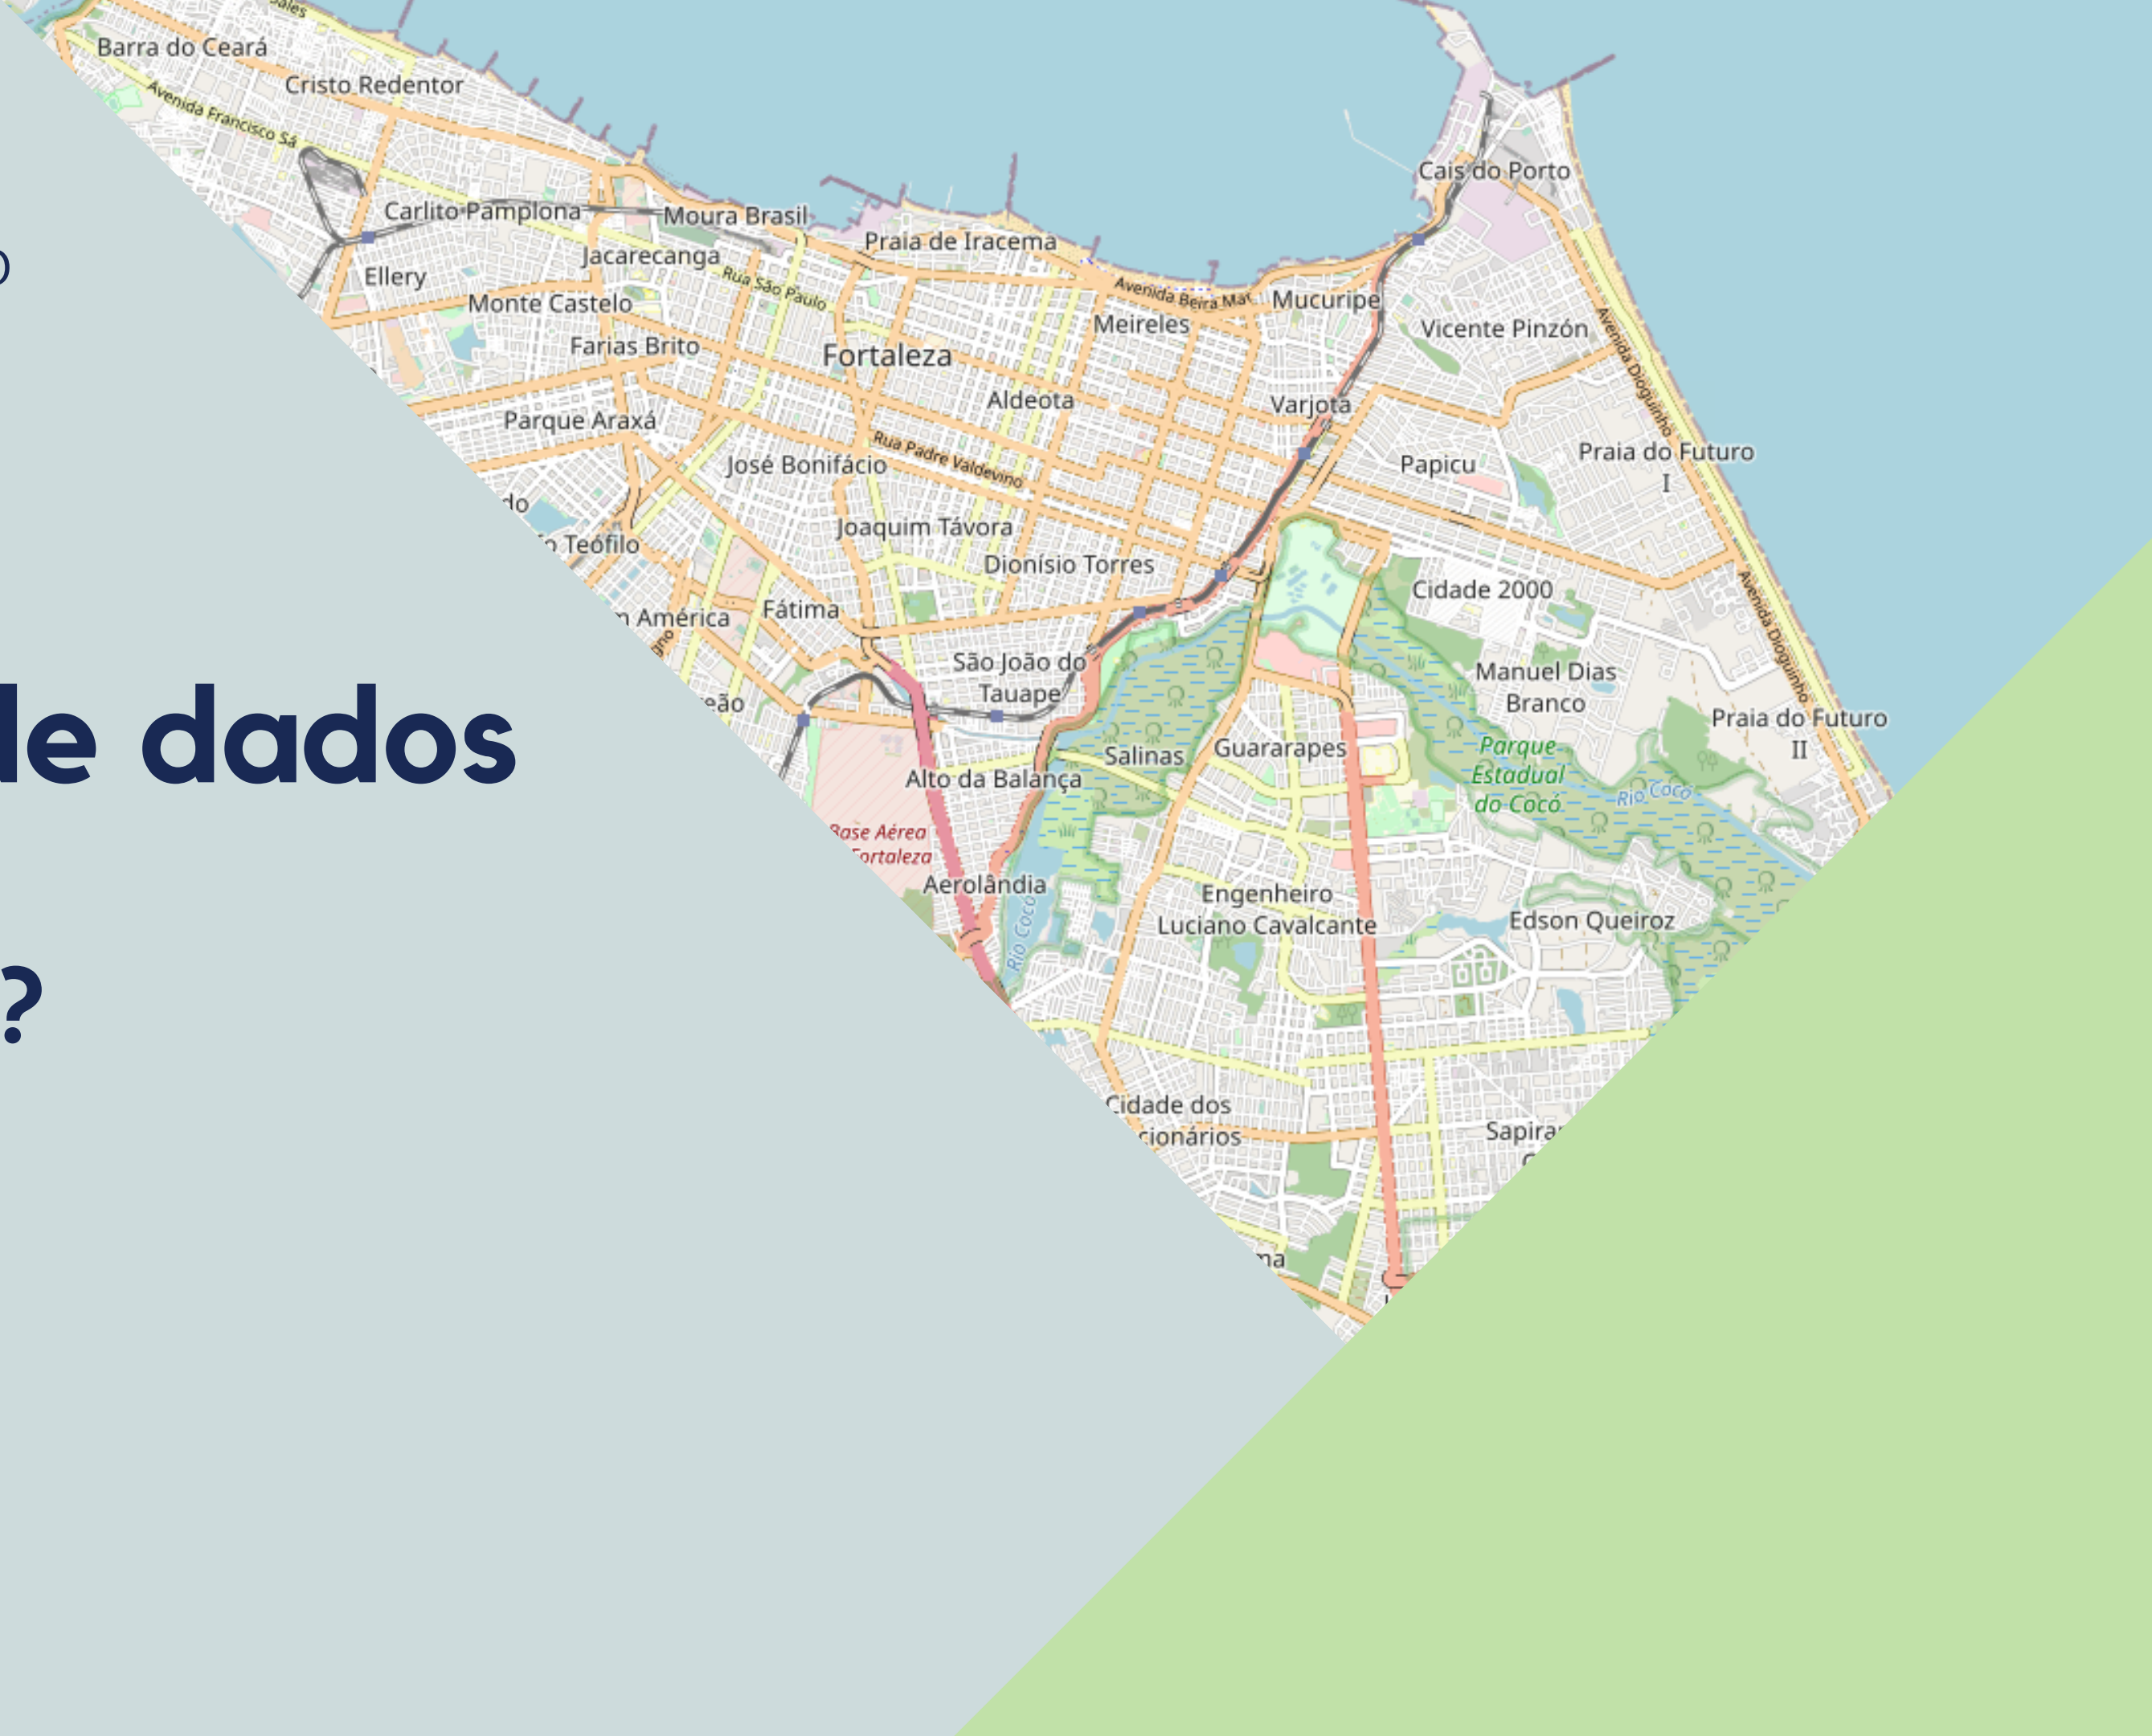 Barra do Ceará
Cristo Redentor
Avenida Francisco Sá
Cais do Porto
Carlito Pamplona
Moura Brasil
Praia de Iracema
Jacarecanga
Ellery
Rua São Paulo
Avenida Beira Mar
Mucuripe
Monte Castelo
Meireles
Vicente Pinzón
Avenida Dioguinho
Farias Brito
Fortaleza
Aldeota
Varjota
Parque Araxá
Rua Padre Valdevino
José Bonifácio
Papicu
Praia do Futuro
I
do
Joaquim Távora
Teófilo
Dionísio Torres
Cidade 2000
Avenida Dioguinho
América
Fátima
São João do
Tauape
Manuel Dias
Branco
Praia do Futuro
II
le dados
Salinas
Guararapes
Parque
Estadual
do Cocó
Rio Cocó
Alto da Balança
Base Aérea
Fortaleza
Aerolândia
Rio Cocó
Engenheiro
Luciano Cavalcante
Edson Queiroz
?
Cidade dos
cionários
Sapira
ma